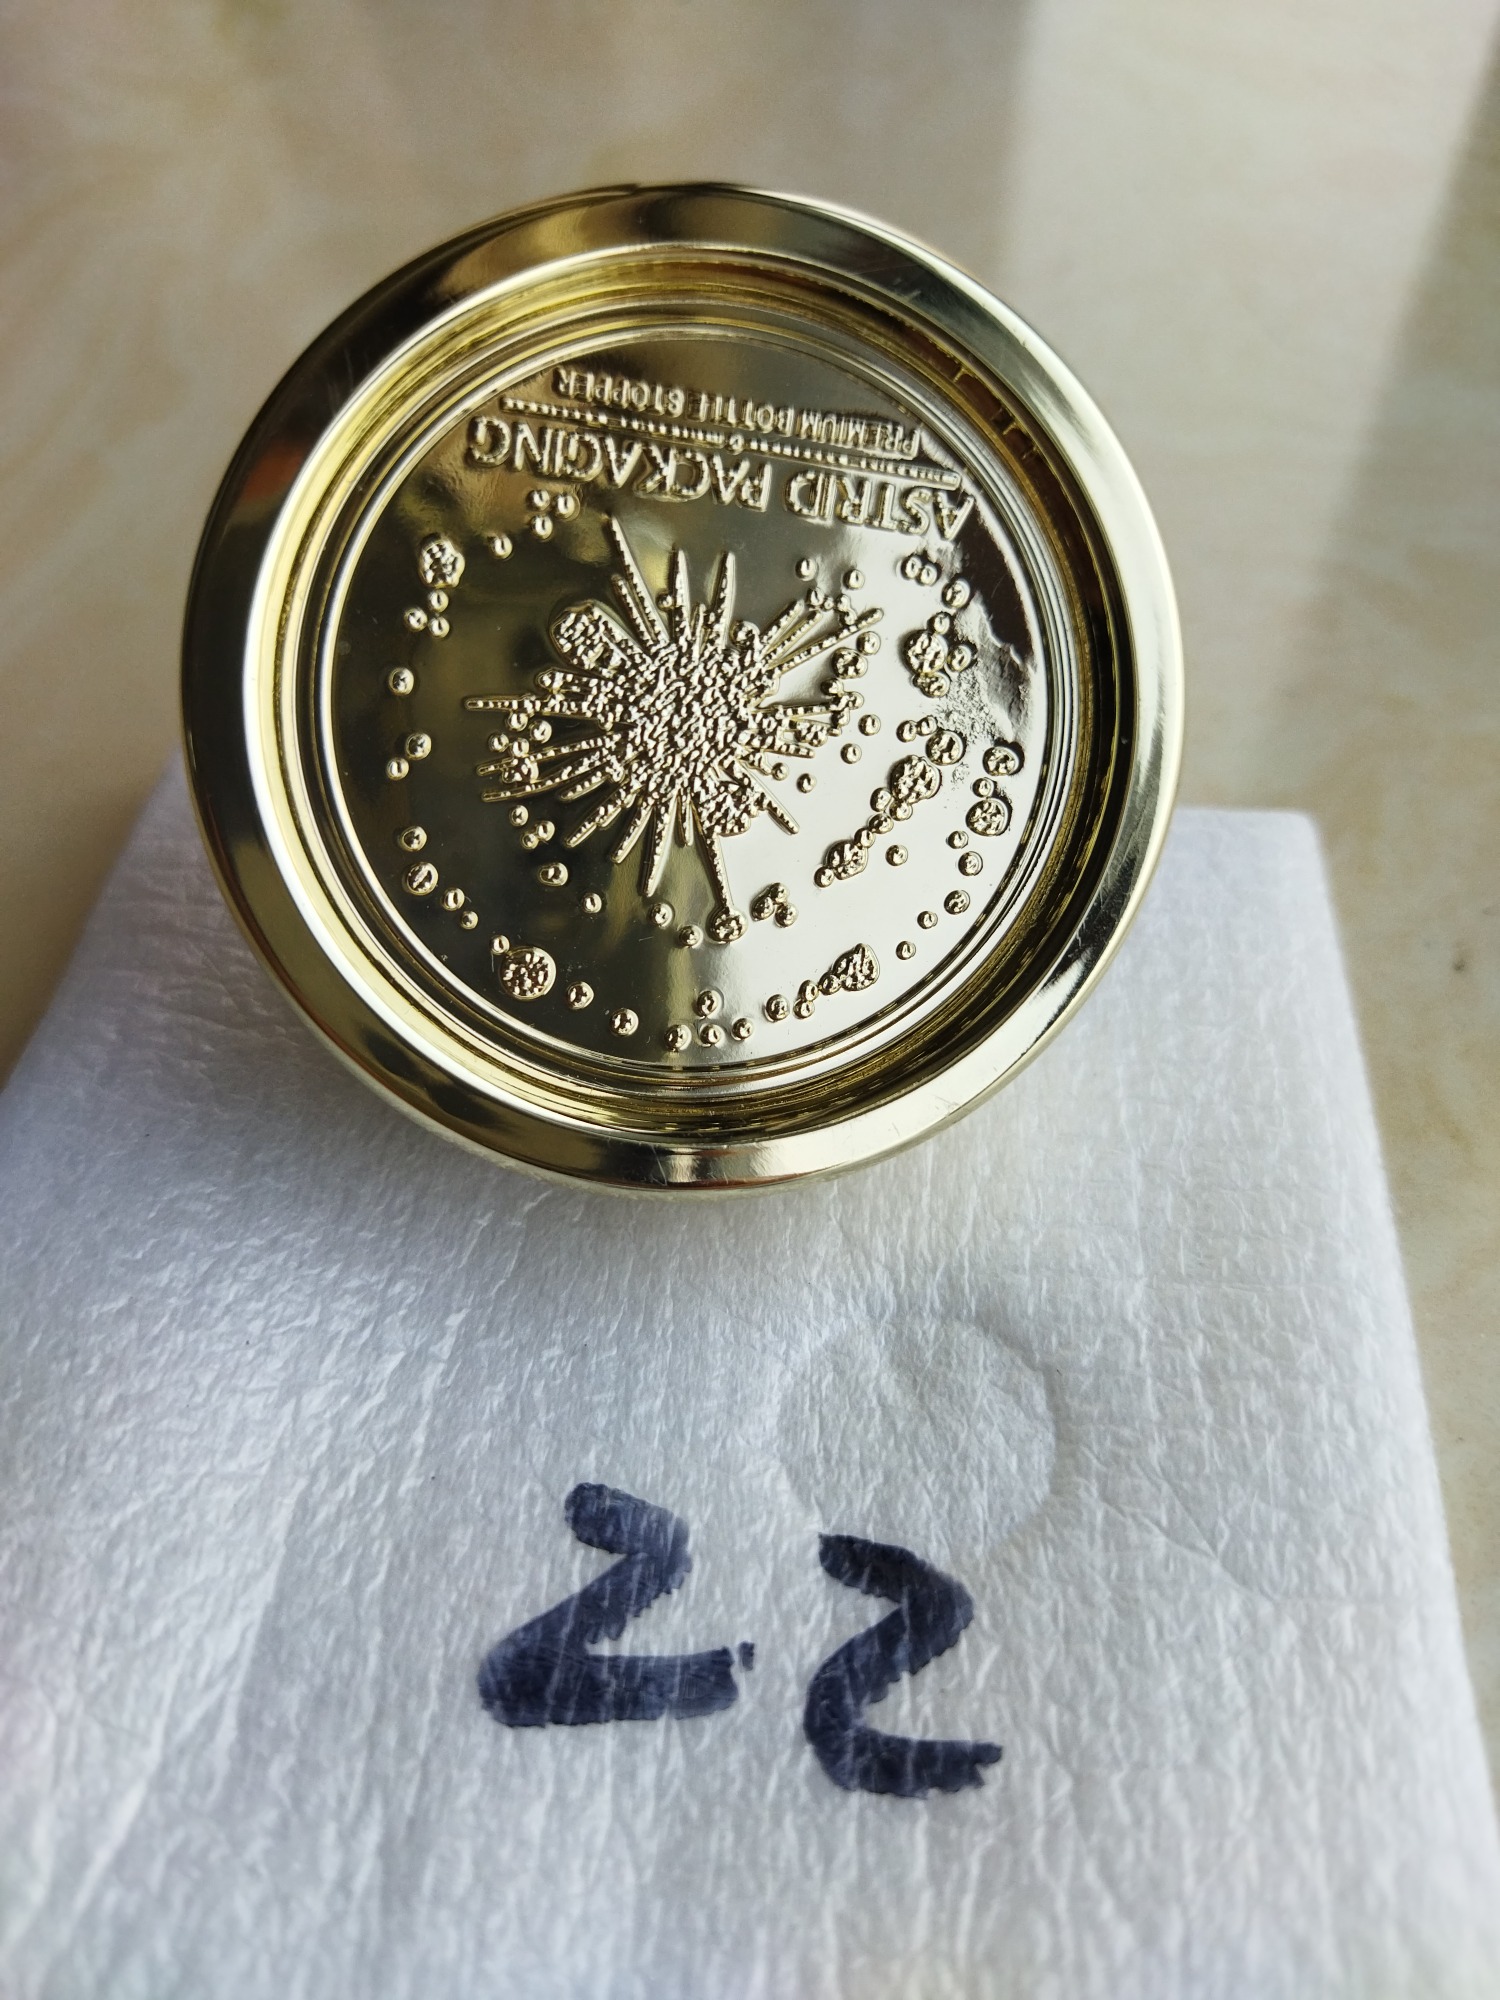 ASTRID PACKAGING
PREMIUM BOTTLE STOPPER
22